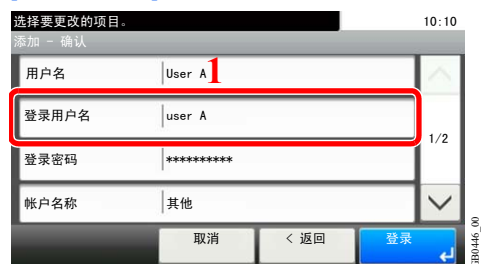 选择要更改的项目。 10:10
添加 - 确认
用户名 User A 1
登录用户名 user A
1/2
登录密码 **********
帐户名称 其他
取消 < 返回 登录
GB0446_00